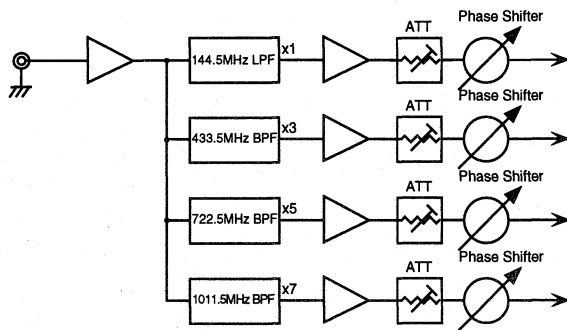 ATT
Phase Shifter
144.5MHz LPF
x1
ATT
Phase Shifter
433.5MHz BPF
x3
ATT
Phase Shifter
722.5MHz BPF
x5
ATT
Phase Shifter
1011.5MHz BPF
x7